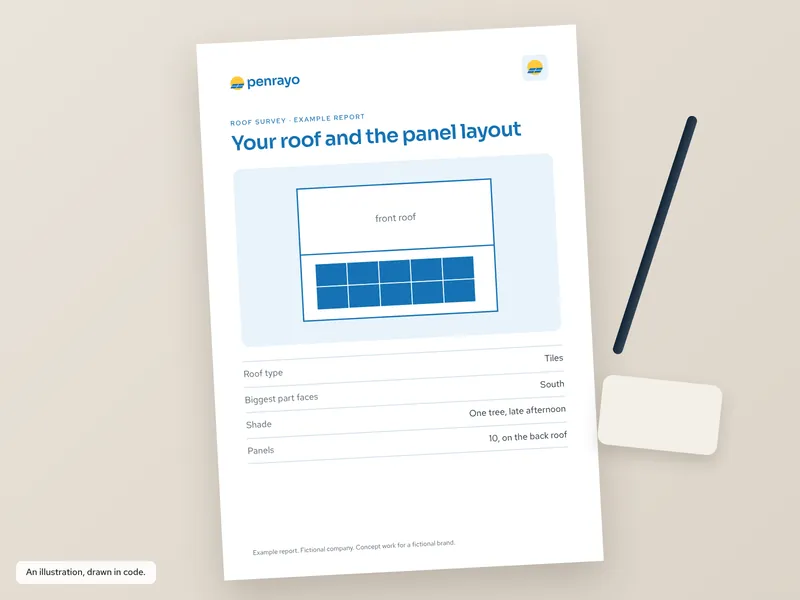 penrayo
ROOF SURVEY · EXAMPLE REPORT
Your roof and the panel layout
front roof
Roof type Tiles
Biggest part faces South
Shade One tree, late afternoon
Panels 10, on the back roof
Example report. Fictional company. Concept work for a fictional brand.
An illustration, drawn in code.